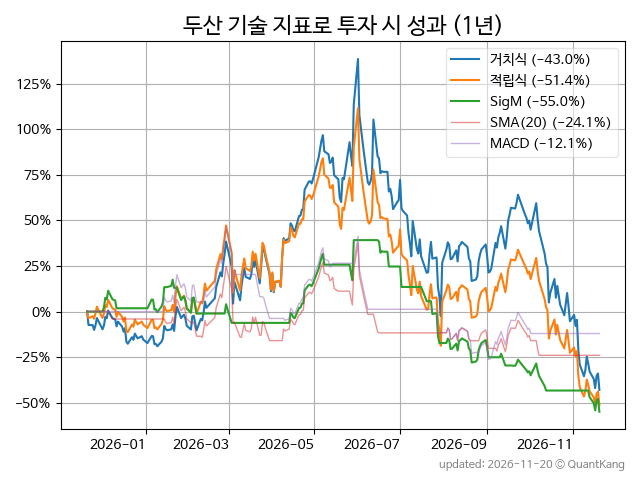 두산 기술 지표로 투자 시 성과 (1년)
거치식 (−43.0%)
적립식 (−51.4%)
SigM (−55.0%)
SMA(20) (−24.1%)
MACD (−12.1%)
125%
100%
75%
50%
25%
0%
−25%
−50%
2026-01 2026-03 2026-05 2026-07 2026-09 2026-11
updated: 2026-11-20 © QuantKang